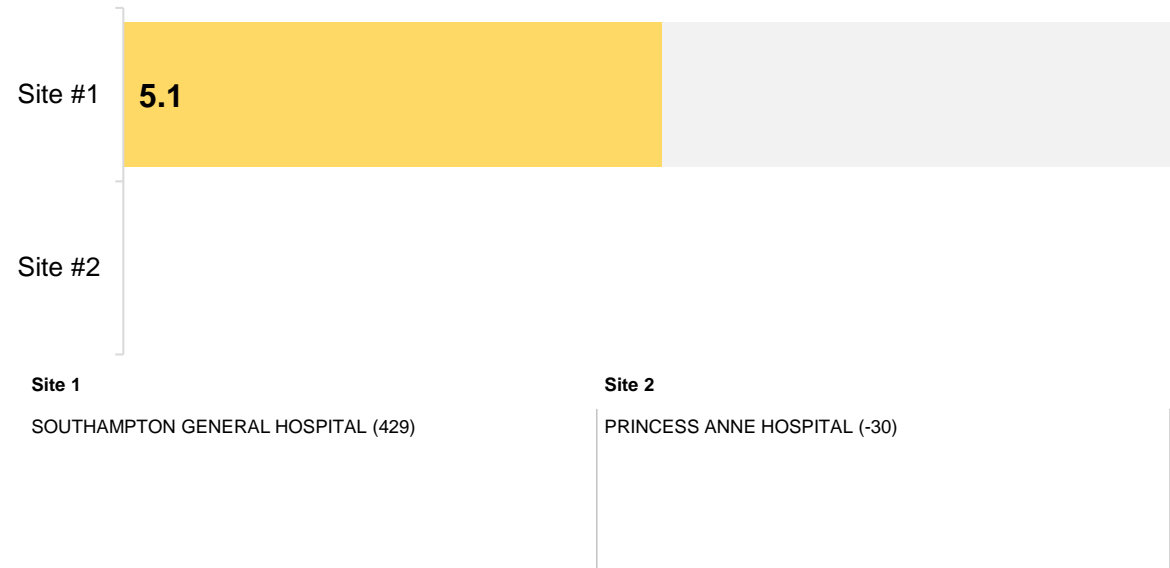 Site #1
5.1
Site #2
Site 1
Site 2
SOUTHAMPTON GENERAL HOSPITAL (429)
PRINCESS ANNE HOSPITAL (-30)